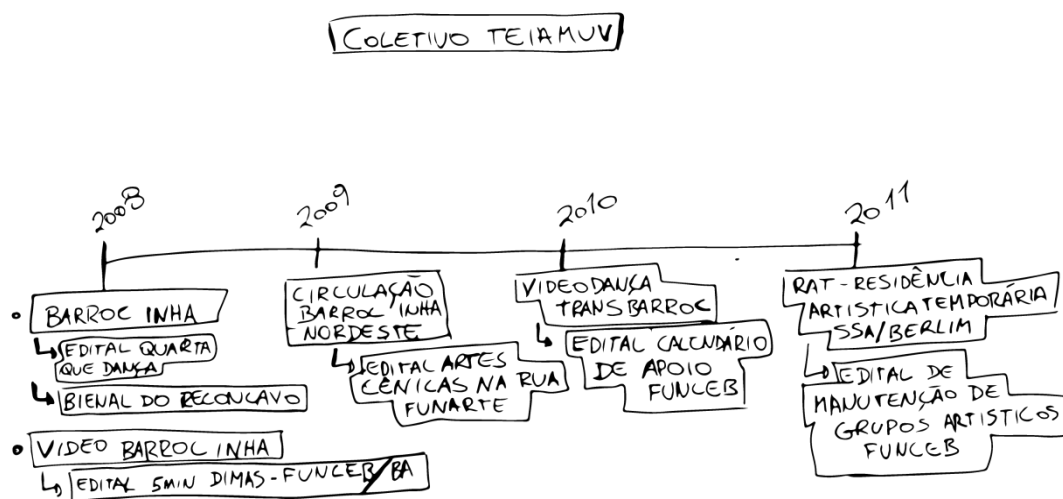 COLETIVO TEIAMUV
2008
2009
2010
2011
BARROC INHA
EDITAL QUARTA
QUE DANÇA
BIENAL DO RECONCAVO
VIDEO BARROC INHA
EDITAL 5MIN DIMAS-FUNCEB/BA
CIRCULAÇÃO
BARROC INHA
NORDESTE
EDITAL ARTES
CÊNICAS NA RUA
FUNARTE
VIDEODANÇA
TRANSBARROC
EDITAL CALENDÁRIO
DE APOIO
FUNCEB
RAT-RESIDÊNCIA
ARTISTICA TEMPORÁRIA
SSA/BERLIM
EDITAL DE
MANUTENÇÃO DE
GRUPOS ARTISTICOS
FUNCEB